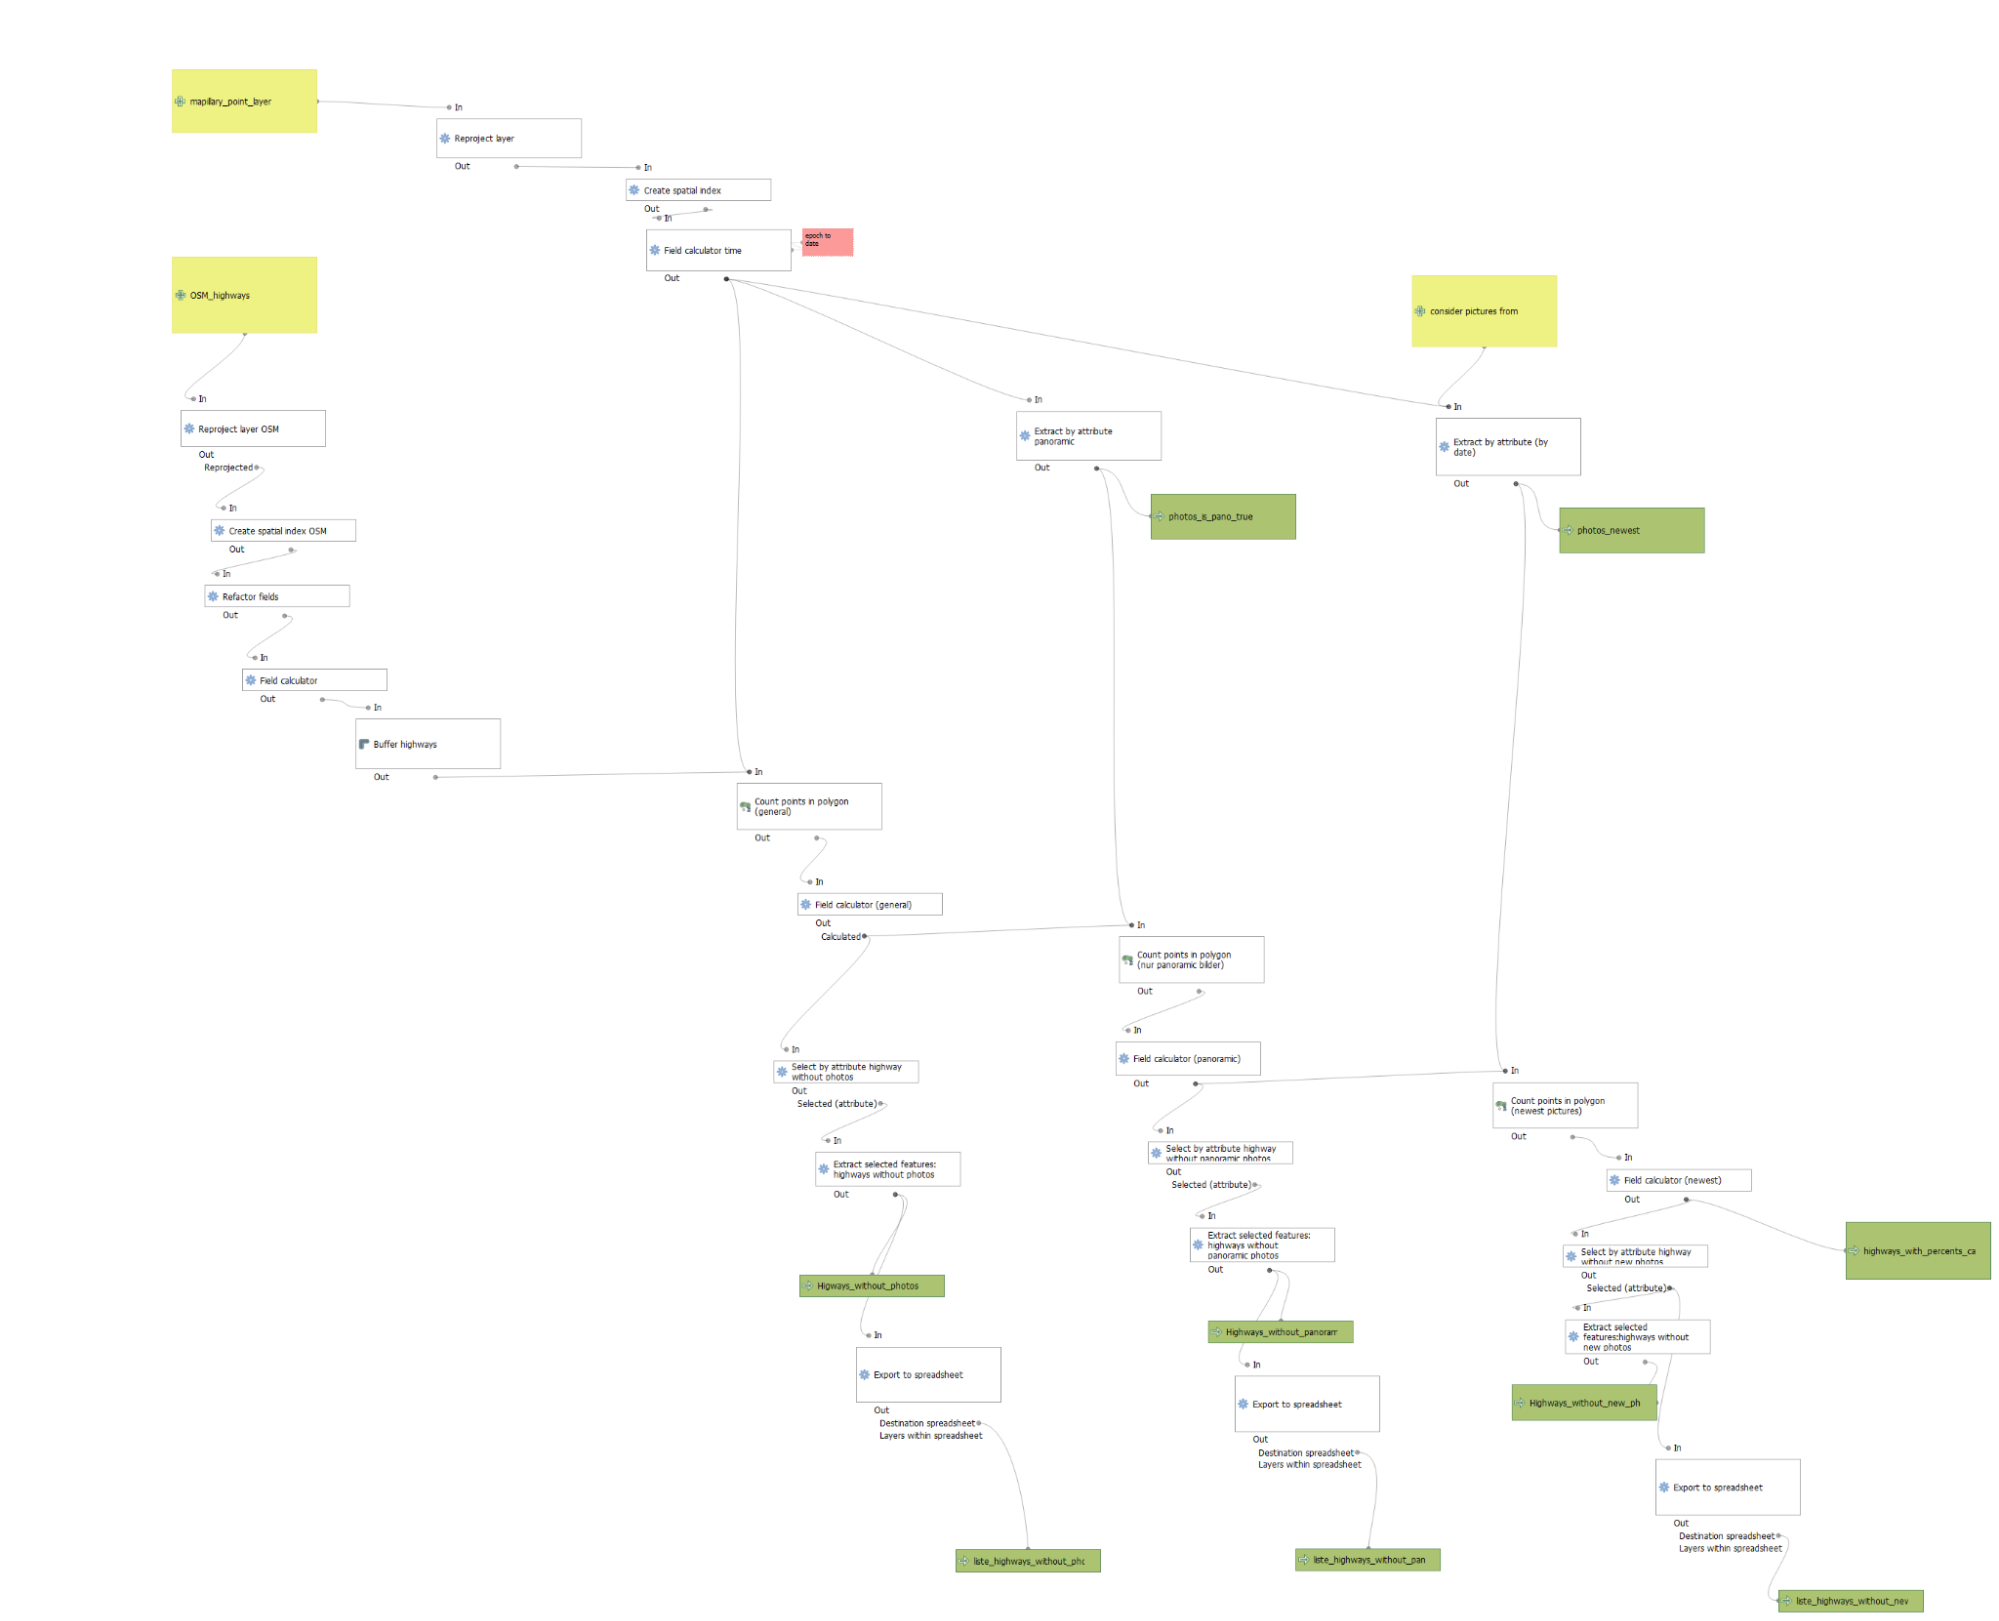 mapillary_point_layer
In
Reproject layer
Out
In
Create spatial index
Out
In
Field calculator time
Out
epoch to
date
OSM_highways
In
Reproject layer OSM
Out
Reprojected
In
Create spatial index OSM
Out
In
Refactor fields
Out
In
Field calculator
Out
In
Buffer highways
Out
consider pictures from
In
Extract by attribute
panoramic
Out
photos_is_pano_true
In
Extract by attribute (by
date)
Out
photos_newest
In
Count points in polygon
(general)
Out
In
Field calculator (general)
Out
Calculated
In
Select by attribute highway
without photos
Out
Selected (attribute)
In
Extract selected features:
highways without photos
Out
Higways_without_photos
In
Export to spreadsheet
Out
Destination spreadsheet
Layers within spreadsheet
liste_highways_without_phc
In
Count points in polygon
(nur panoramic bilder)
Out
In
Field calculator (panoramic)
Out
In
Select by attribute highway
without panoramic photos
Out
Selected (attribute)
In
Extract selected features:
highways without
panoramic photos
Out
Highways_without_panorarr
In
Export to spreadsheet
Out
Destination spreadsheet
Layers within spreadsheet
liste_highways_without_pan
In
Count points in polygon
(newest pictures)
Out
In
Field calculator (newest)
Out
highways_with_percents_ca
In
Select by attribute highway
without new photos
Out
Selected (attribute)
In
Extract selected
features:highways without
new photos
Out
Highways_without_new_ph
In
Export to spreadsheet
Out
Destination spreadsheet
Layers within spreadsheet
liste_highways_without_nev